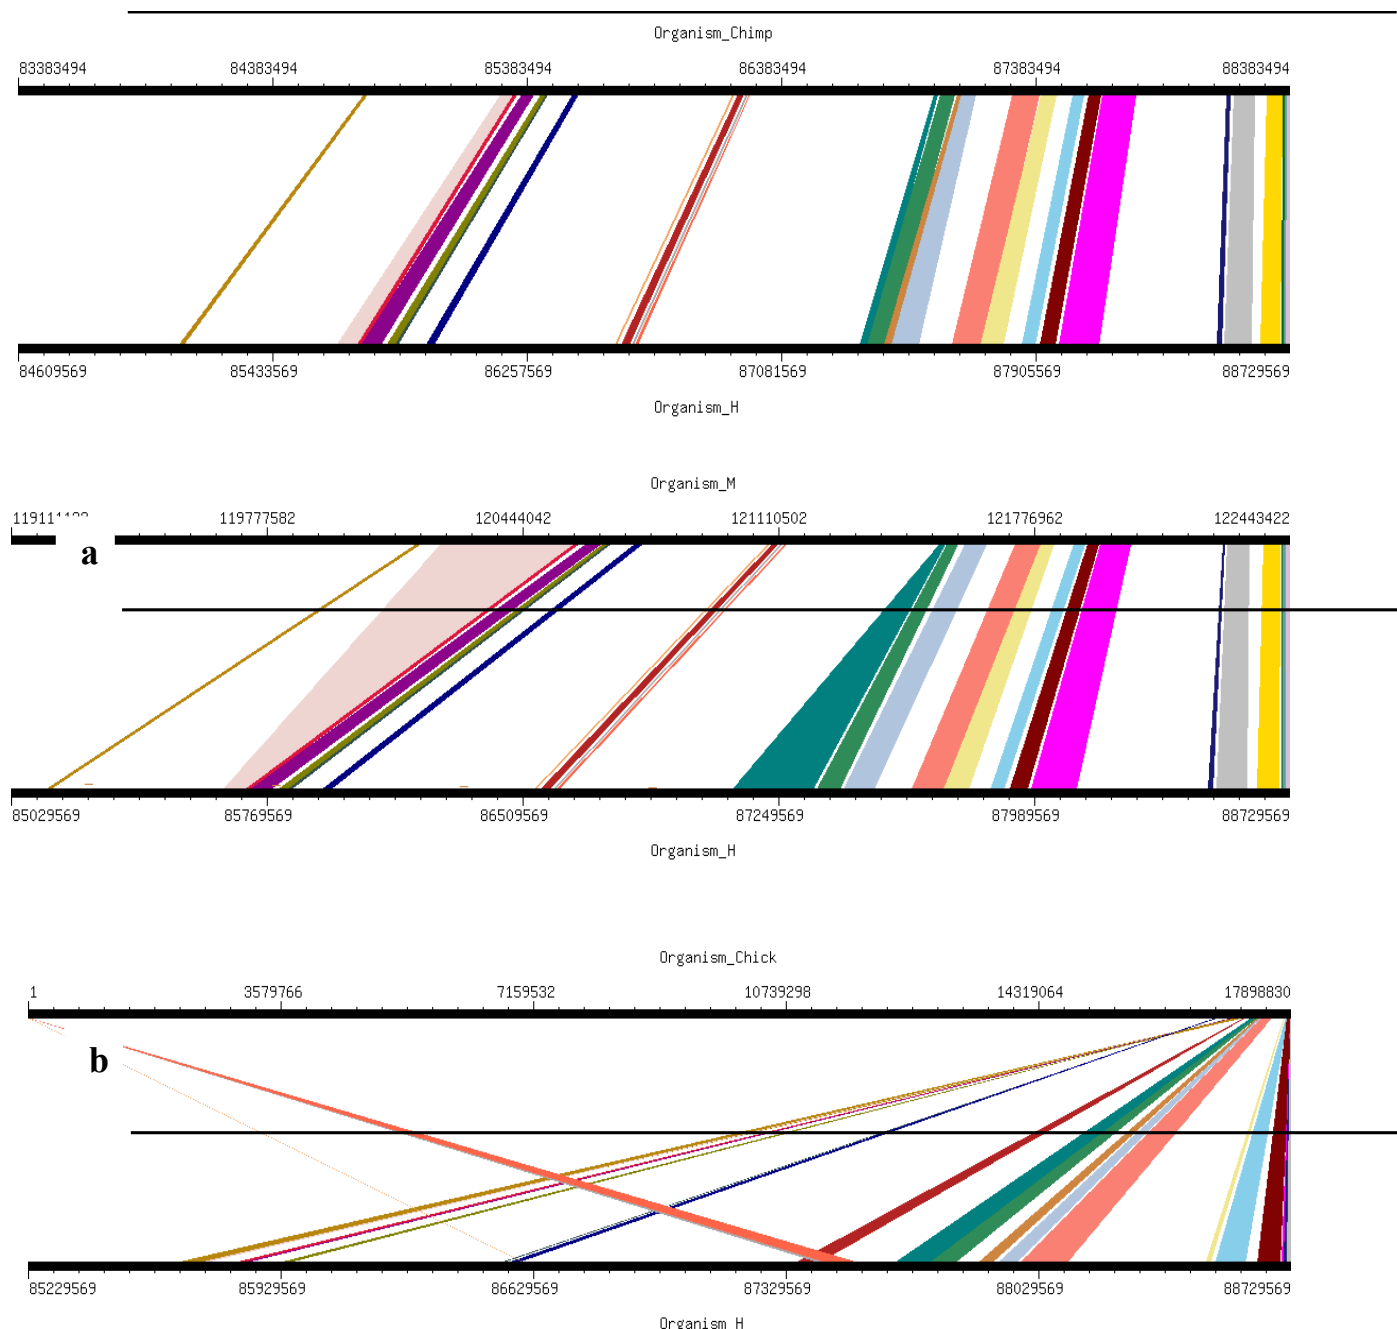 Organism_Chimp
83383494 84383494 85383494 86383494 87383494 88383494
84609569 85433569 86257569 87081569 87905569 88729569
Organism_H
Organism_M
119777582 120444042 121110502 121776962 122443422
a
85029569 85769569 86509569 87249569 87989569 88729569
Organism_H
Organism_Chick
1 3579766 7159532 10739298 14319064 17898830
b
85229569 85929569 86629569 87329569 88029569 88729569
Organism_H